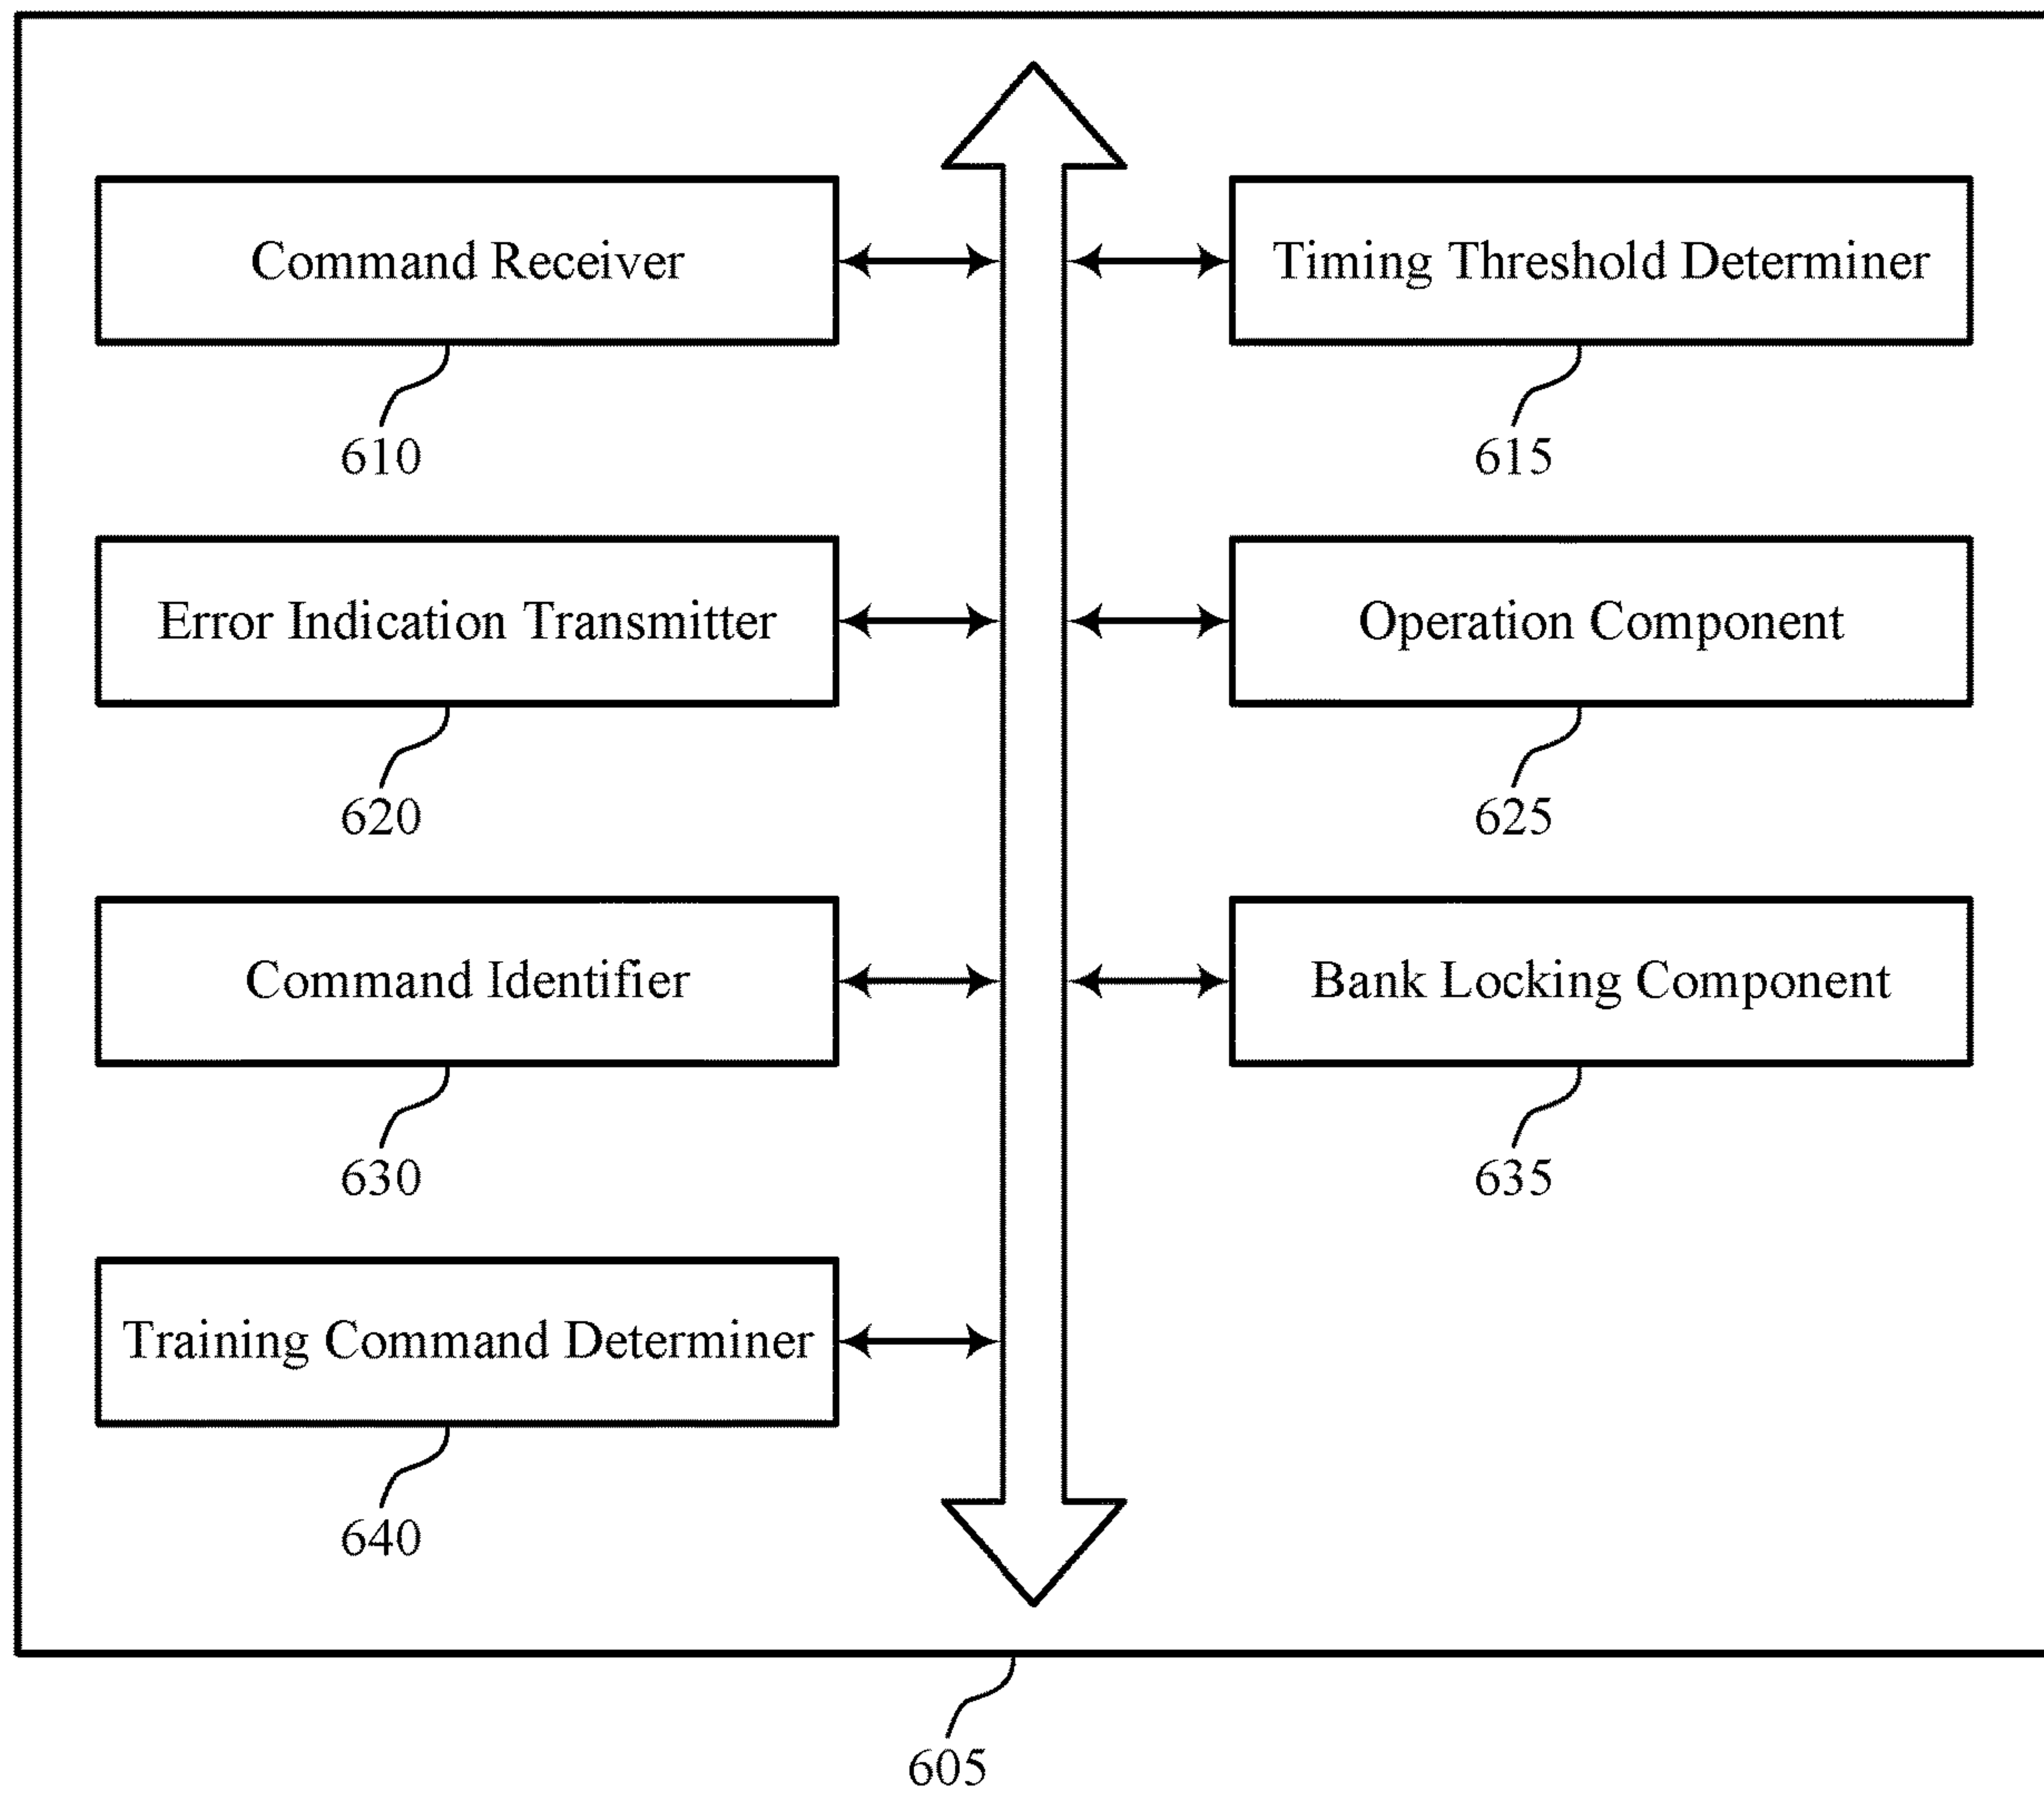 Command Receiver
Timing Threshold Determiner
610
615
Error Indication Transmitter
Operation Component
620
625
Command Identifier
Bank Locking Component
630
635
Training Command Determiner
640
605